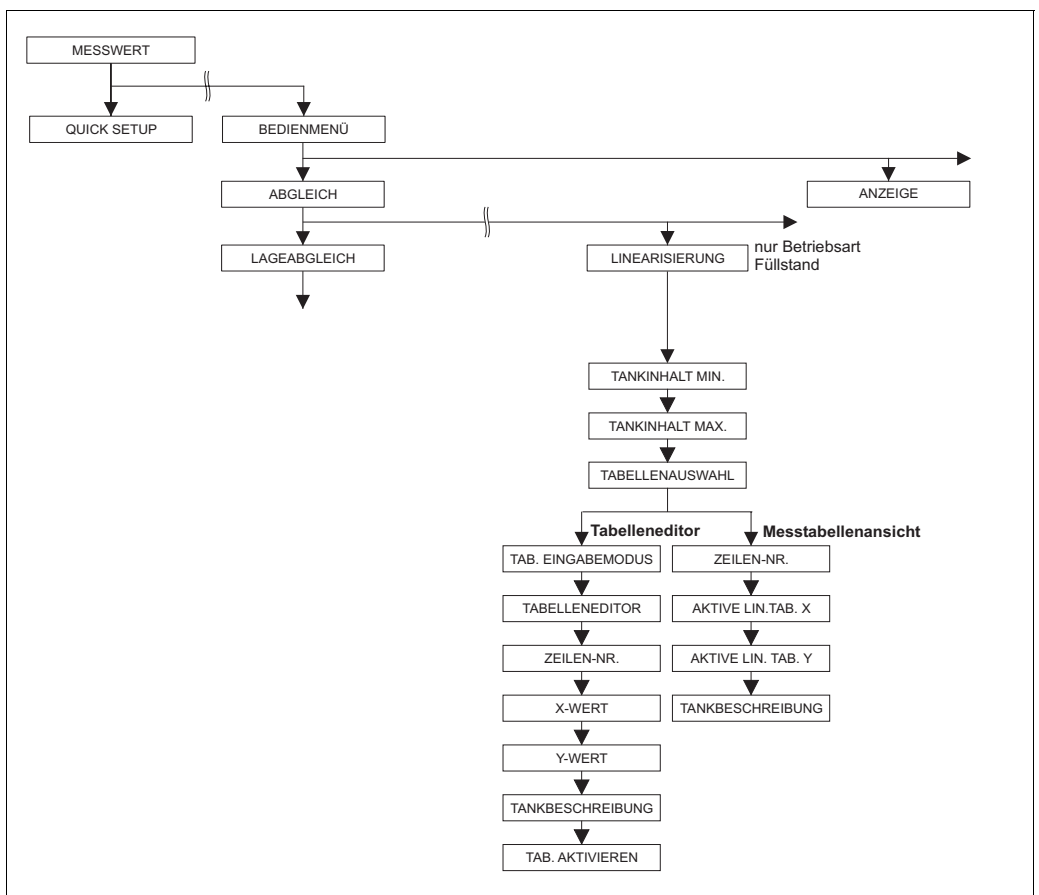 MESSWERT
QUICK SETUP
BEDIENMENÜ
ABGLEICH
ANZEIGE
LAGEABGLEICH
LINEARISIERUNG
nur Betriebsart
Füllstand
TANKINHALT MIN.
TANKINHALT MAX.
TABELLENAUSWAHL
Tabelleneditor
Messtabellenansicht
TAB. EINGABEMODUS
ZEILEN-NR.
TABELLENEDITOR
AKTIVE LIN.TAB. X
ZEILEN-NR.
AKTIVE LIN. TAB. Y
X-WERT
TANKBESCHREIBUNG
Y-WERT
TANKBESCHREIBUNG
TAB. AKTIVIEREN